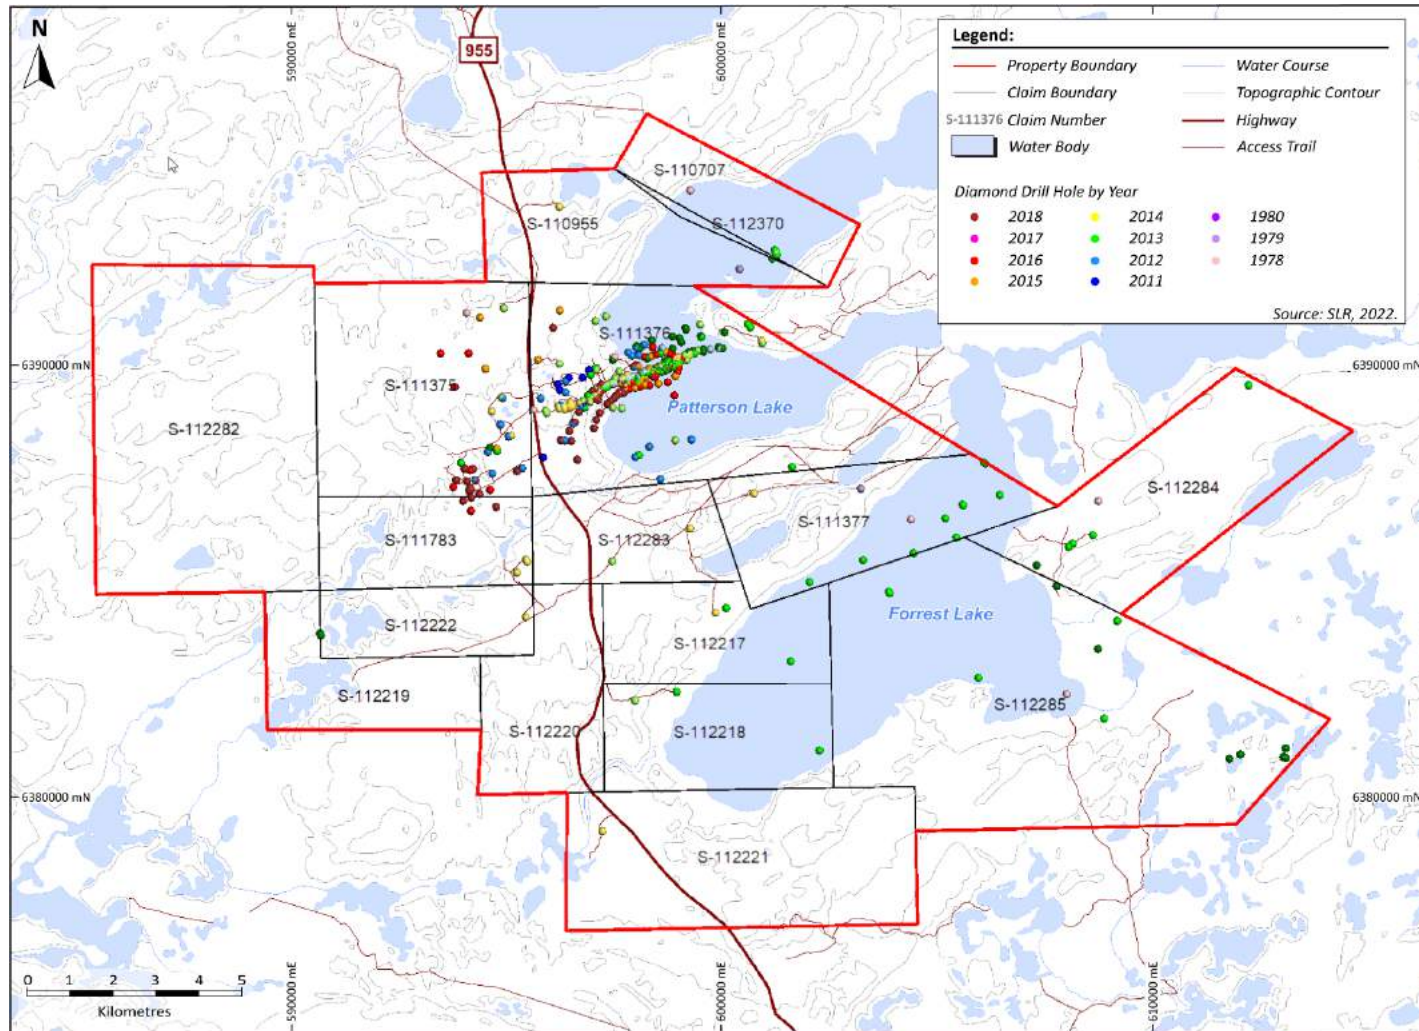 N
955
590000 mE
600000 mE
Legend:
Property Boundary
Water Course
Claim Boundary
Topographic Contour
S-111376 Claim Number
Highway
Water Body
Access Trail
Diamond Drill Hole by Year
2018
2014
1980
2017
2013
1979
2016
2012
1978
2015
2011
Source: SLR, 2022.
S-110707
S-110955
S-112370
S-111376
6390000 mN
6390000 mN
S-111375
Patterson Lake
S-112282
S-112284
S-111377
S-111783
S-112283
Forrest Lake
S-112222
S-112217
S-112219
S-112285
S-112220
S-112218
6380000 mN
6380000 mN
S-112221
0 1 2 3 4 5
Kilometres
590000 mE
600000 mE
610000 mE